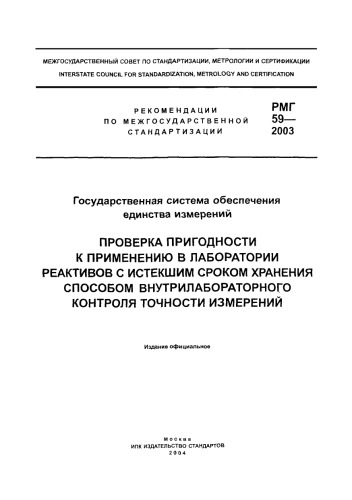 МЕЖГОСУДАРСТВЕННЫЙ СОВЕТ ПО СТАНДАРТИЗАЦИИ, МЕТРОЛОГИИ И СЕРТИФИКАЦИИ
INTERSTATE COUNCIL FOR STANDARDIZATION, METROLOGY AND CERTIFICATION
РЕКОМЕНДАЦИИ
ПО МЕЖГОСУДАРСТВЕННОЙ
СТАНДАРТИЗАЦИИ
РМГ
59—
2003
Государственная система обеспечения
единства измерений
ПРОВЕРКА ПРИГОДНОСТИ
К ПРИМЕНЕНИЮ В ЛАБОРАТОРИИ
РЕАКТИВОВ С ИСТЕКШИМ СРОКОМ ХРАНЕНИЯ
СПОСОБОМ ВНУТРИЛАБОРАТОРНОГО
КОНТРОЛЯ ТОЧНОСТИ ИЗМЕРЕНИЙ
Издание официальное
Москва
ИПК ИЗДАТЕЛЬСТВО СТАНДАРТОВ
2004